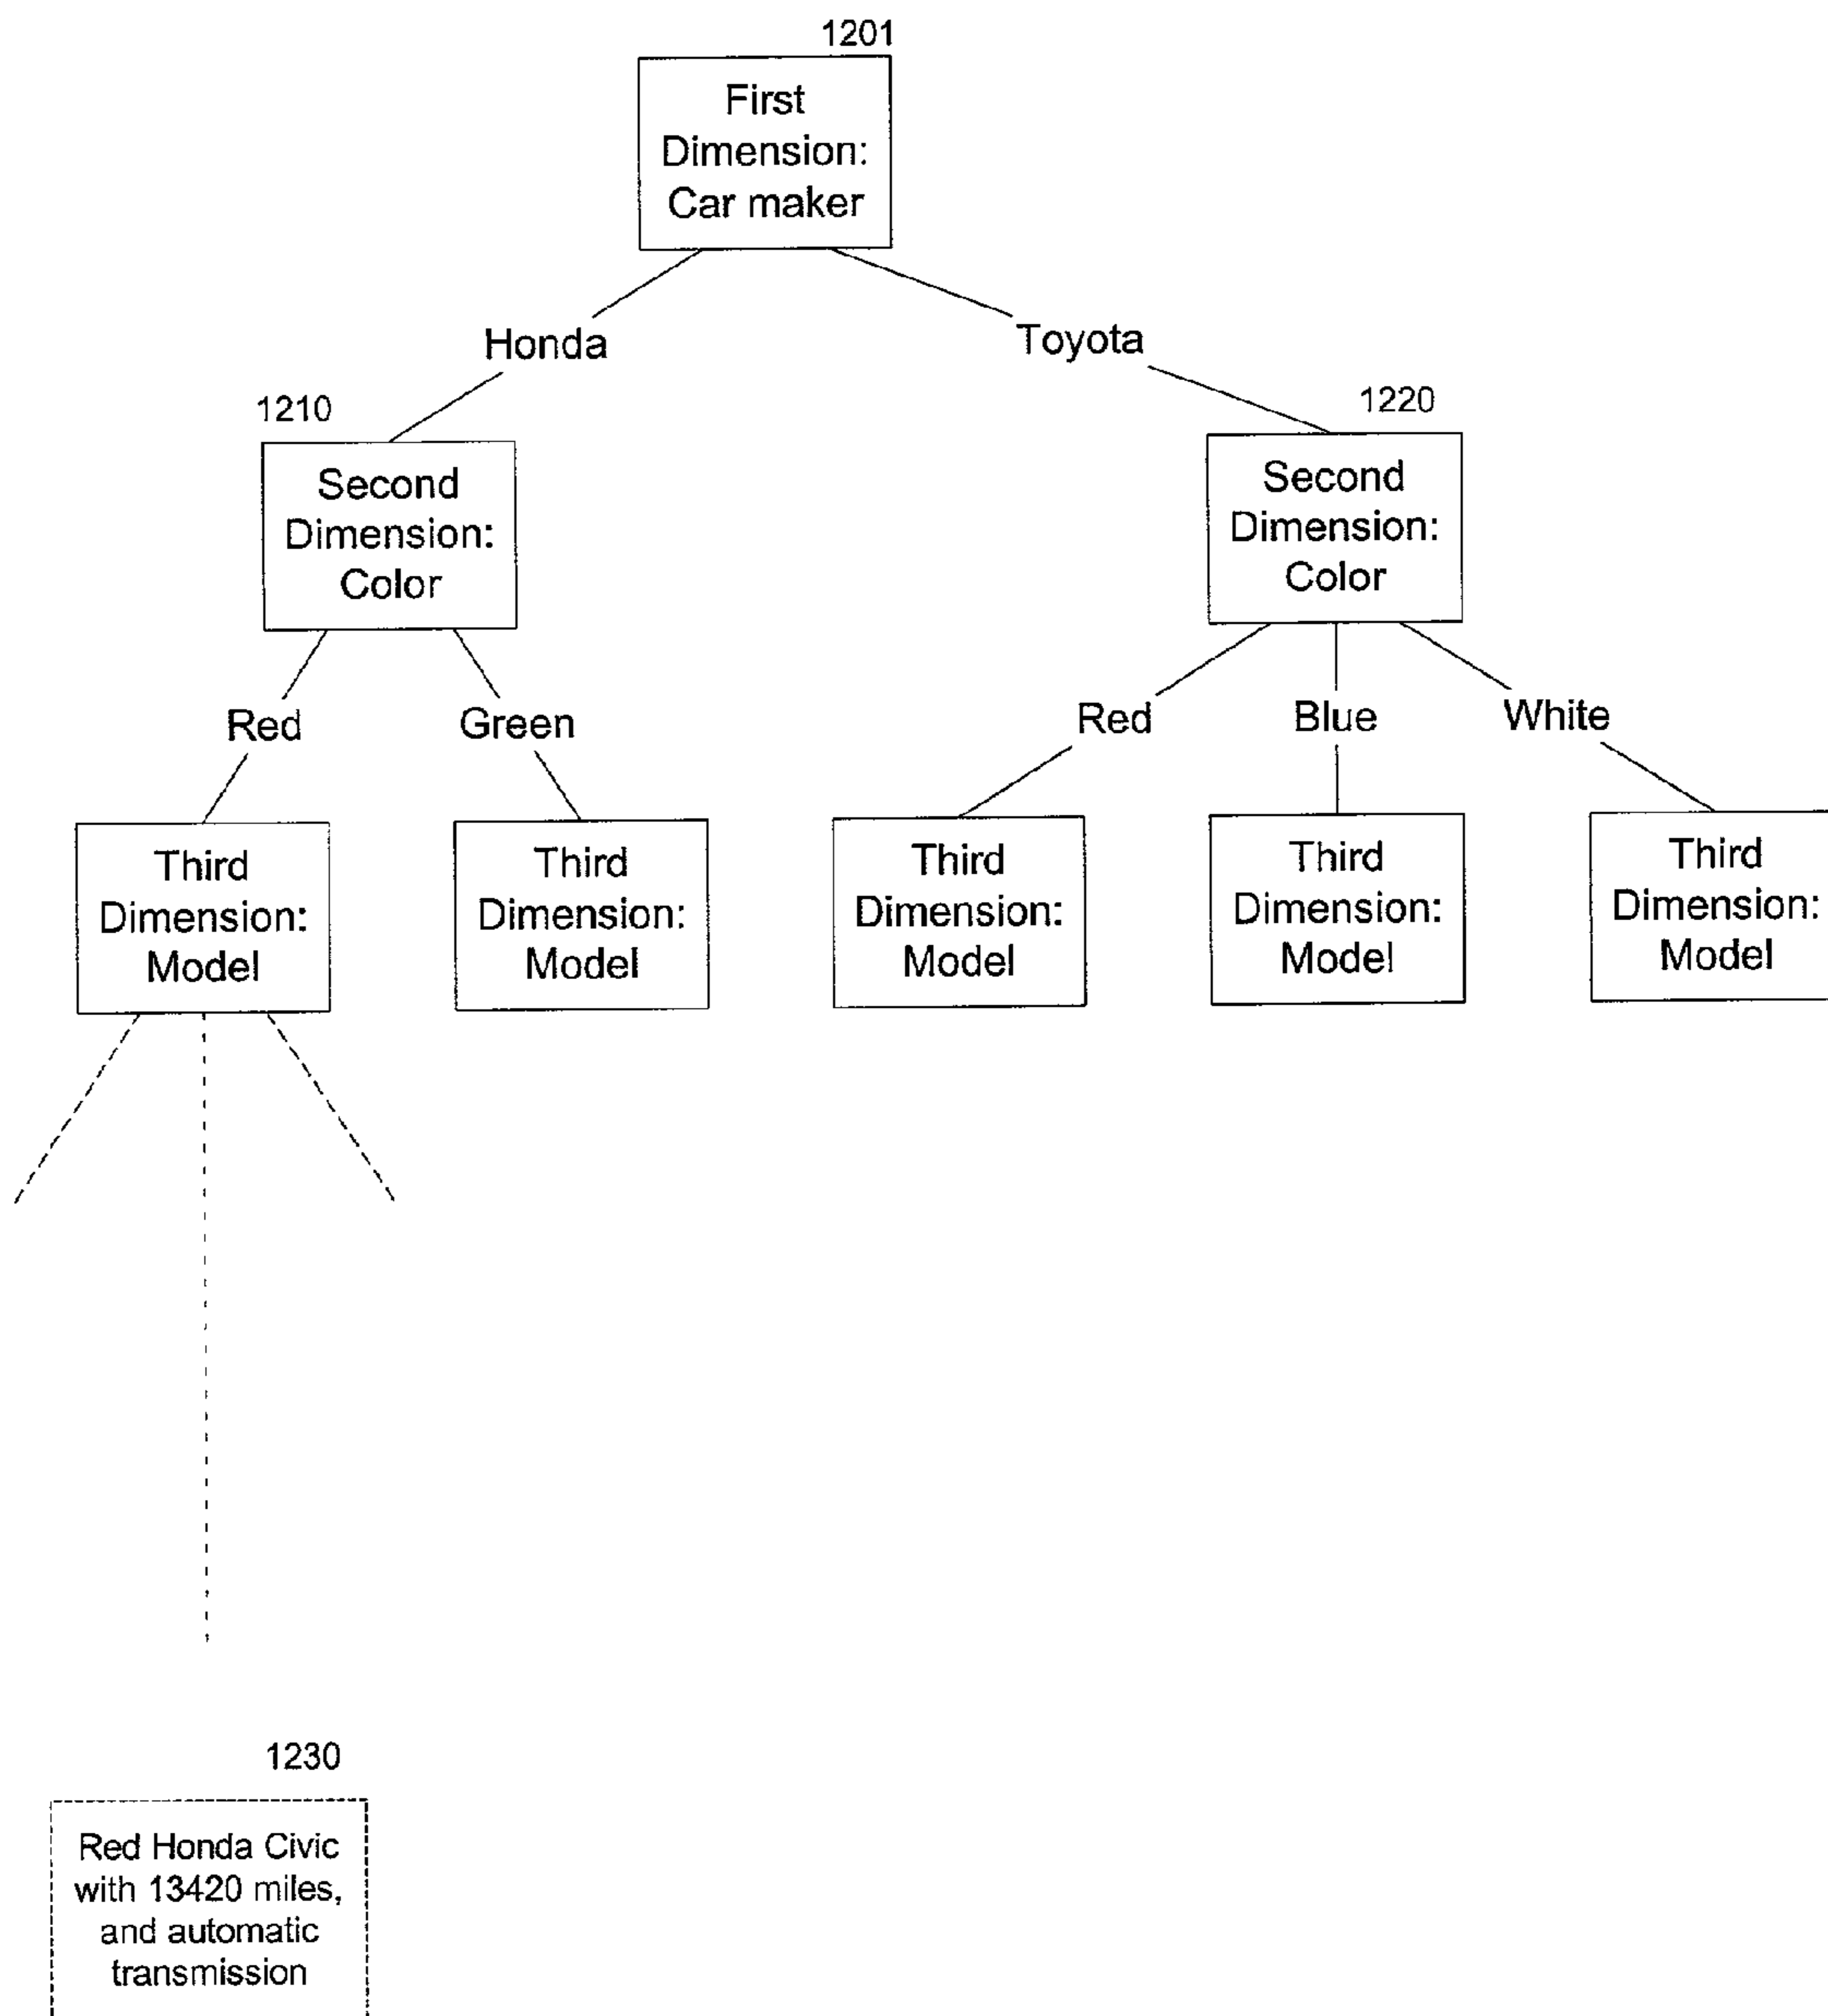 1201
First
Dimension:
Car maker
Honda
Toyota
1210
Second
Dimension:
Color
1220
Second
Dimension:
Color
Red
Green
Red
Blue
White
Third
Dimension:
Model
Third
Dimension:
Model
Third
Dimension:
Model
Third
Dimension:
Model
Third
Dimension:
Model
1230
Red Honda Civic
with 13420 miles,
and automatic
transmission